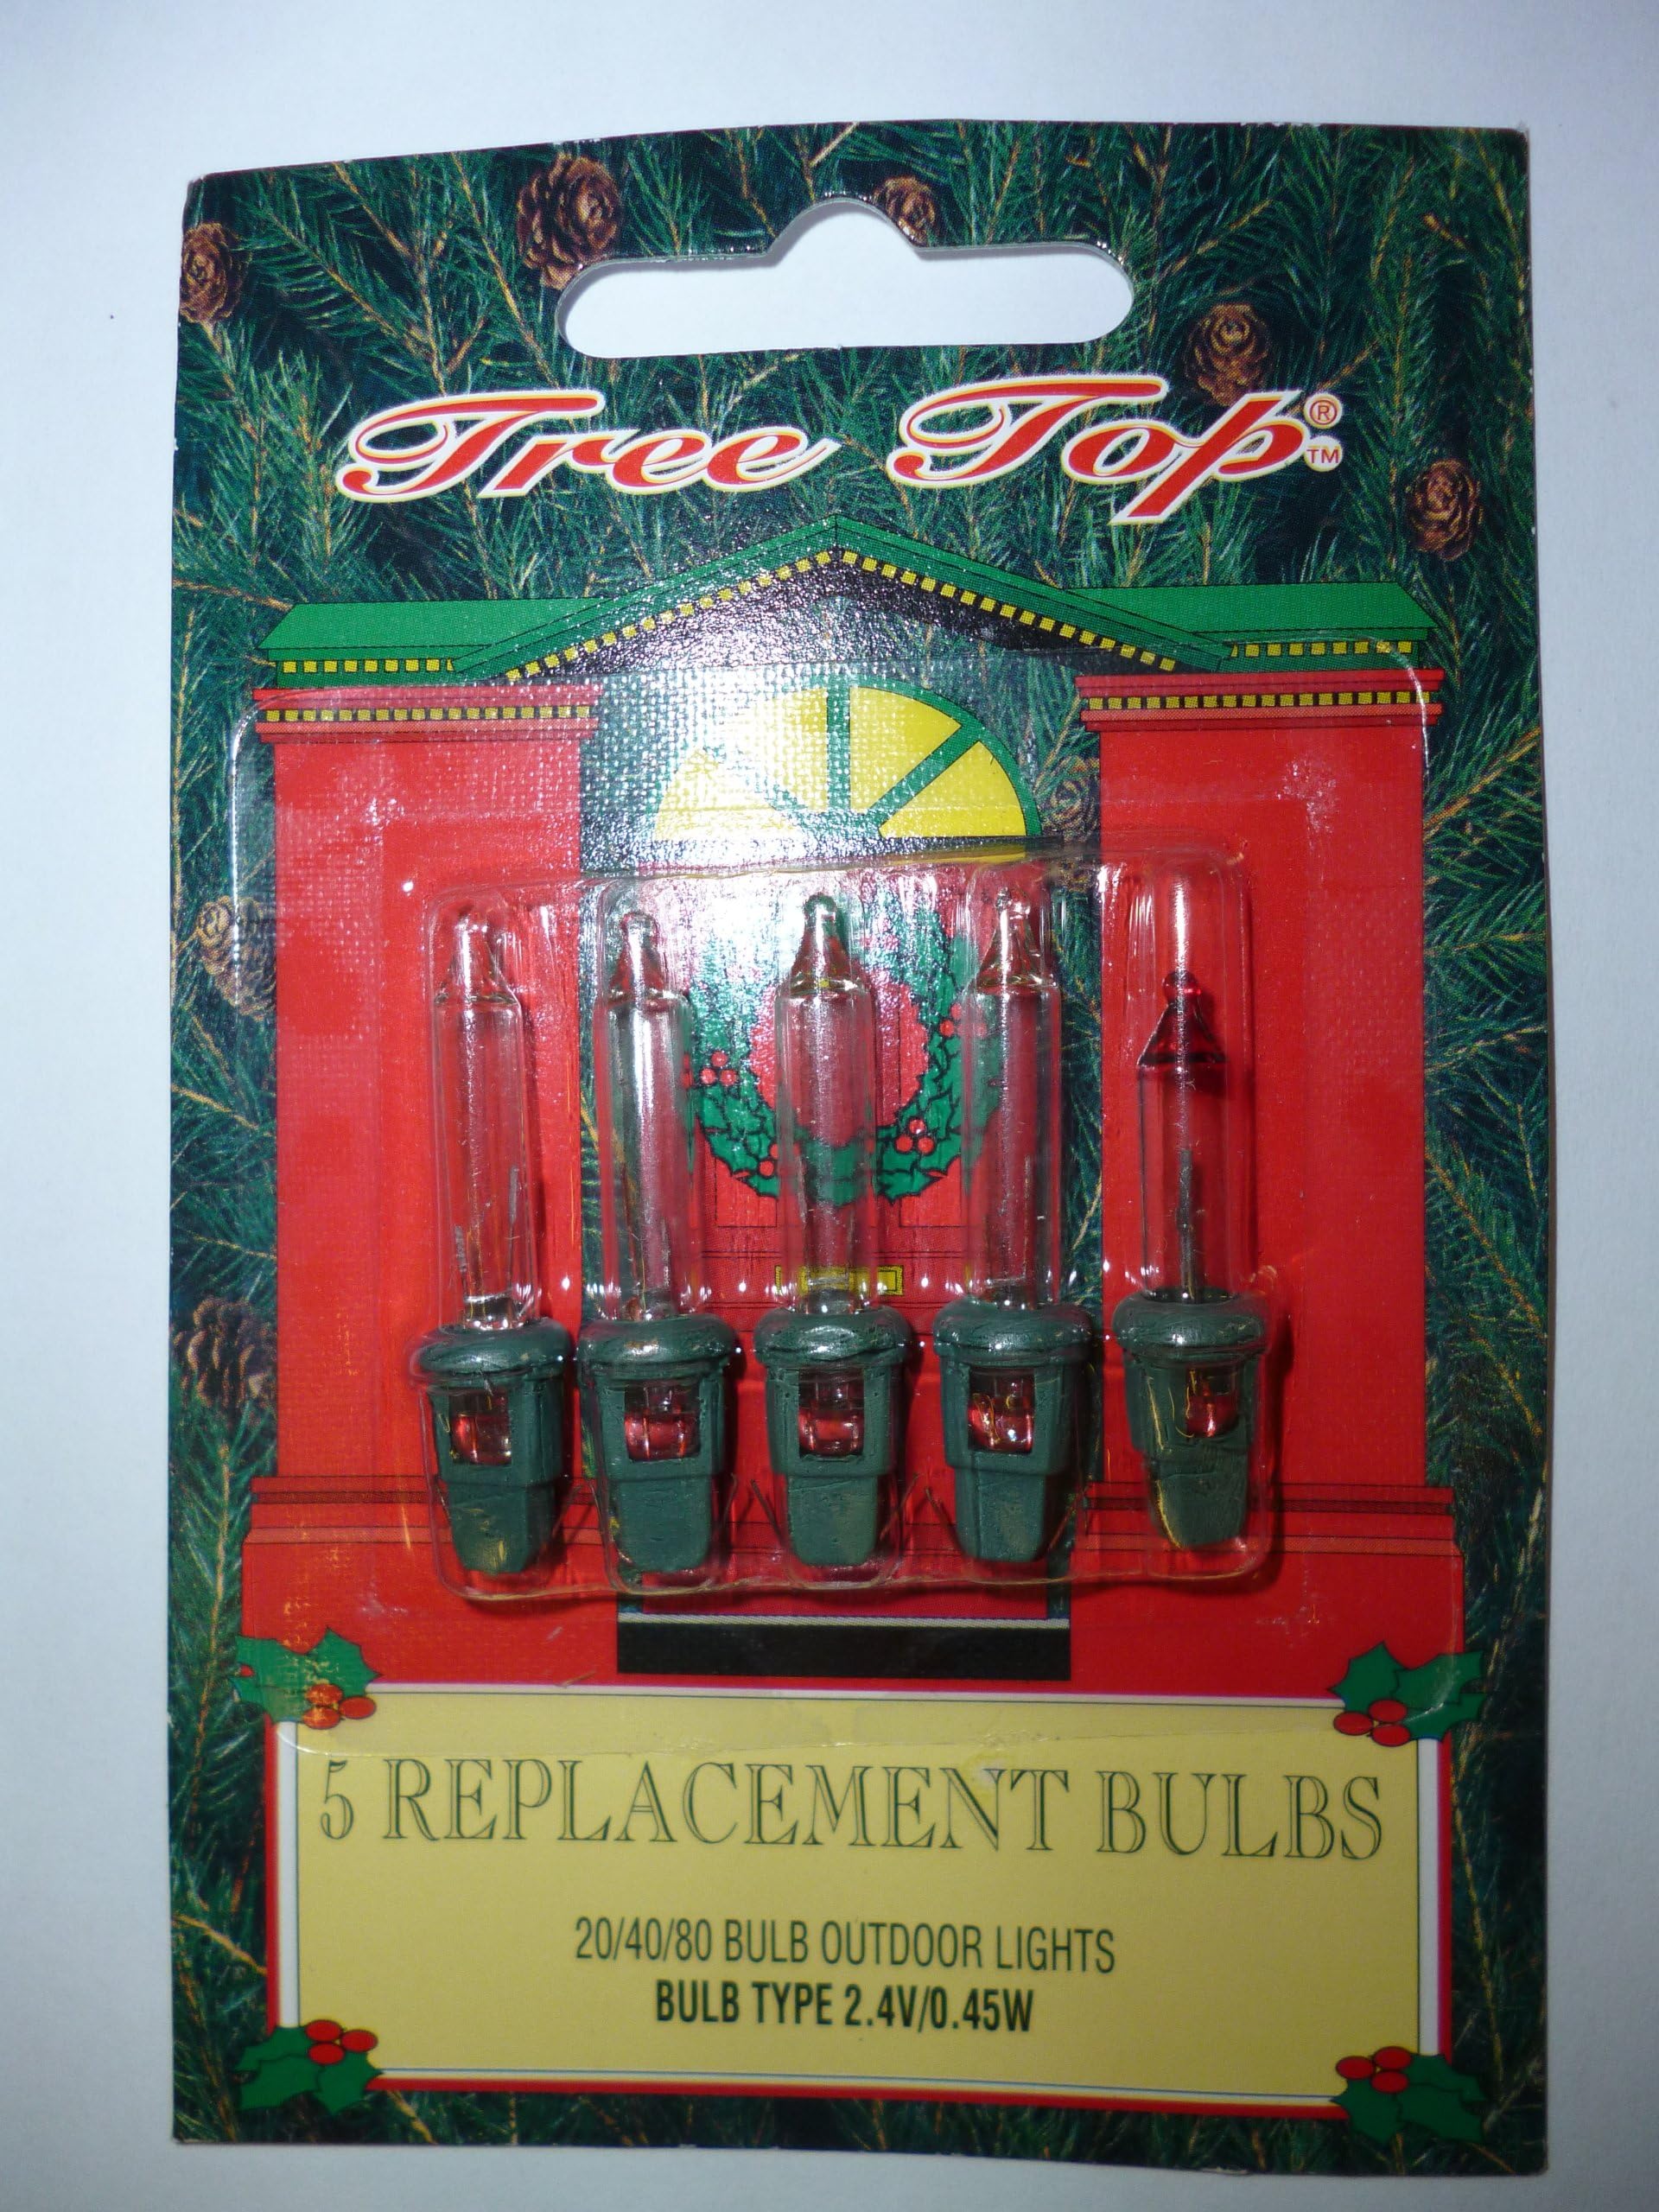 Tree Top®
TM
5 REPLACEMENT BULBS
20/40/80 BULB OUTDOOR LIGHTS
BULB TYPE 2.4V/0.45W